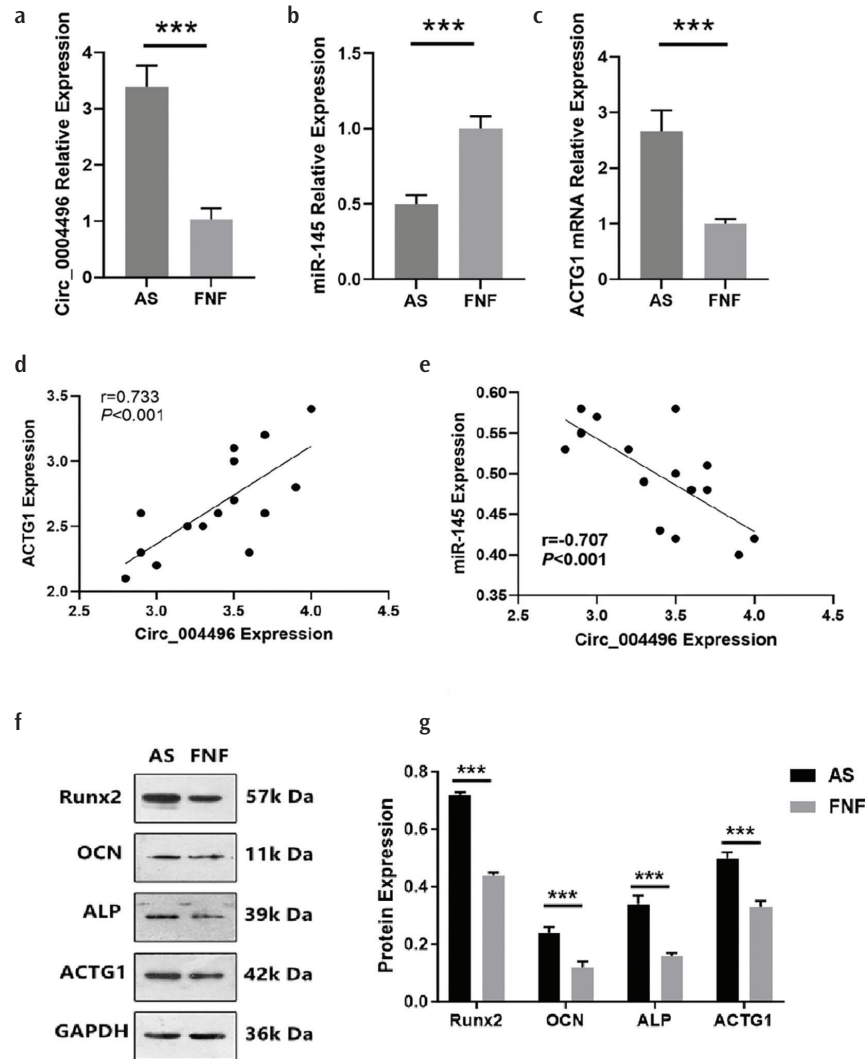 a
Circ_0004496 Relative Expression
***
4
3
2
1
0
AS FNF
b
miR-145 Relative Expression
***
1.5
1.0
0.5
0.0
AS FNF
c
ACTG1 mRNA Relative Expression
***
4
3
2
1
0
AS FNF
d
ACTG1 Expression
r=0.733
P<0.001
3.5
3.0
2.5
2.0
2.5 3.0 3.5 4.0 4.5
Circ_004496 Expression
e
miR-145 Expression
0.60
0.55
0.50
0.45
0.40
0.35
r=-0.707
P<0.001
2.5 3.0 3.5 4.0 4.5
Circ_004496 Expression
f
AS FNF
Runx2 57k Da
OCN 11k Da
ALP 39k Da
ACTG1 42k Da
GAPDH 36k Da
g
Protein Expression
0.8
0.6
0.4
0.2
0.0
***
***
***
***
Runx2 OCN ALP ACTG1
AS
FNF